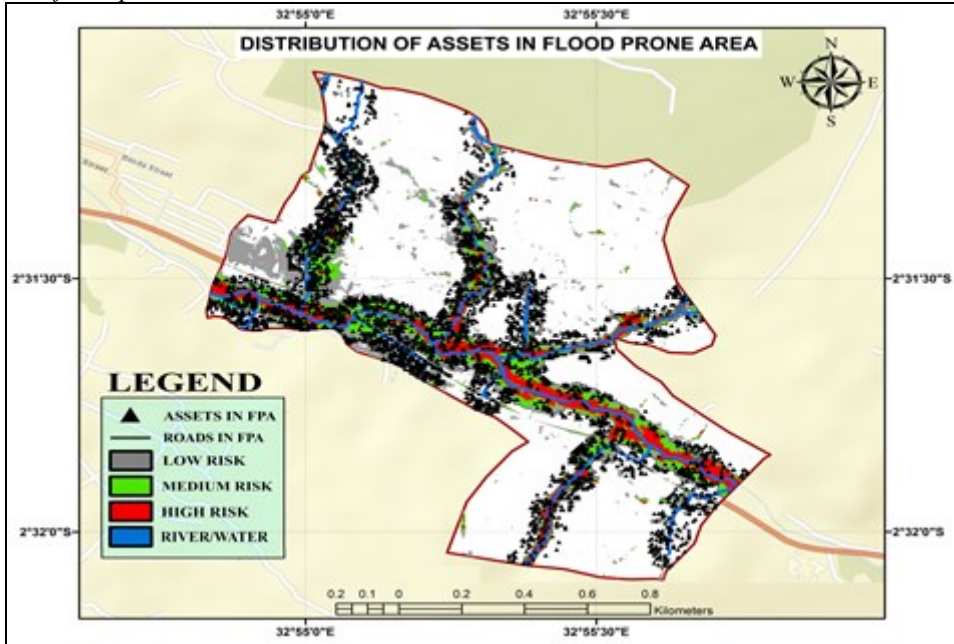 32°55'0"E 32°55'30"E
DISTRIBUTION OF ASSETS IN FLOOD PRONE AREA
N
W E
S
Banda Street
Street
2°31'30"S 2°31'30"S
LEGEND
ASSETS IN FPA
ROADS IN FPA
LOW RISK
MEDIUM RISK
HIGH RISK
RIVER/WATER
2°32'0"S 2°32'0"S
0.2 0.1 0 0.2 0.4 0.6 0.8
Kilometers
32°55'0"E 32°55'30"E